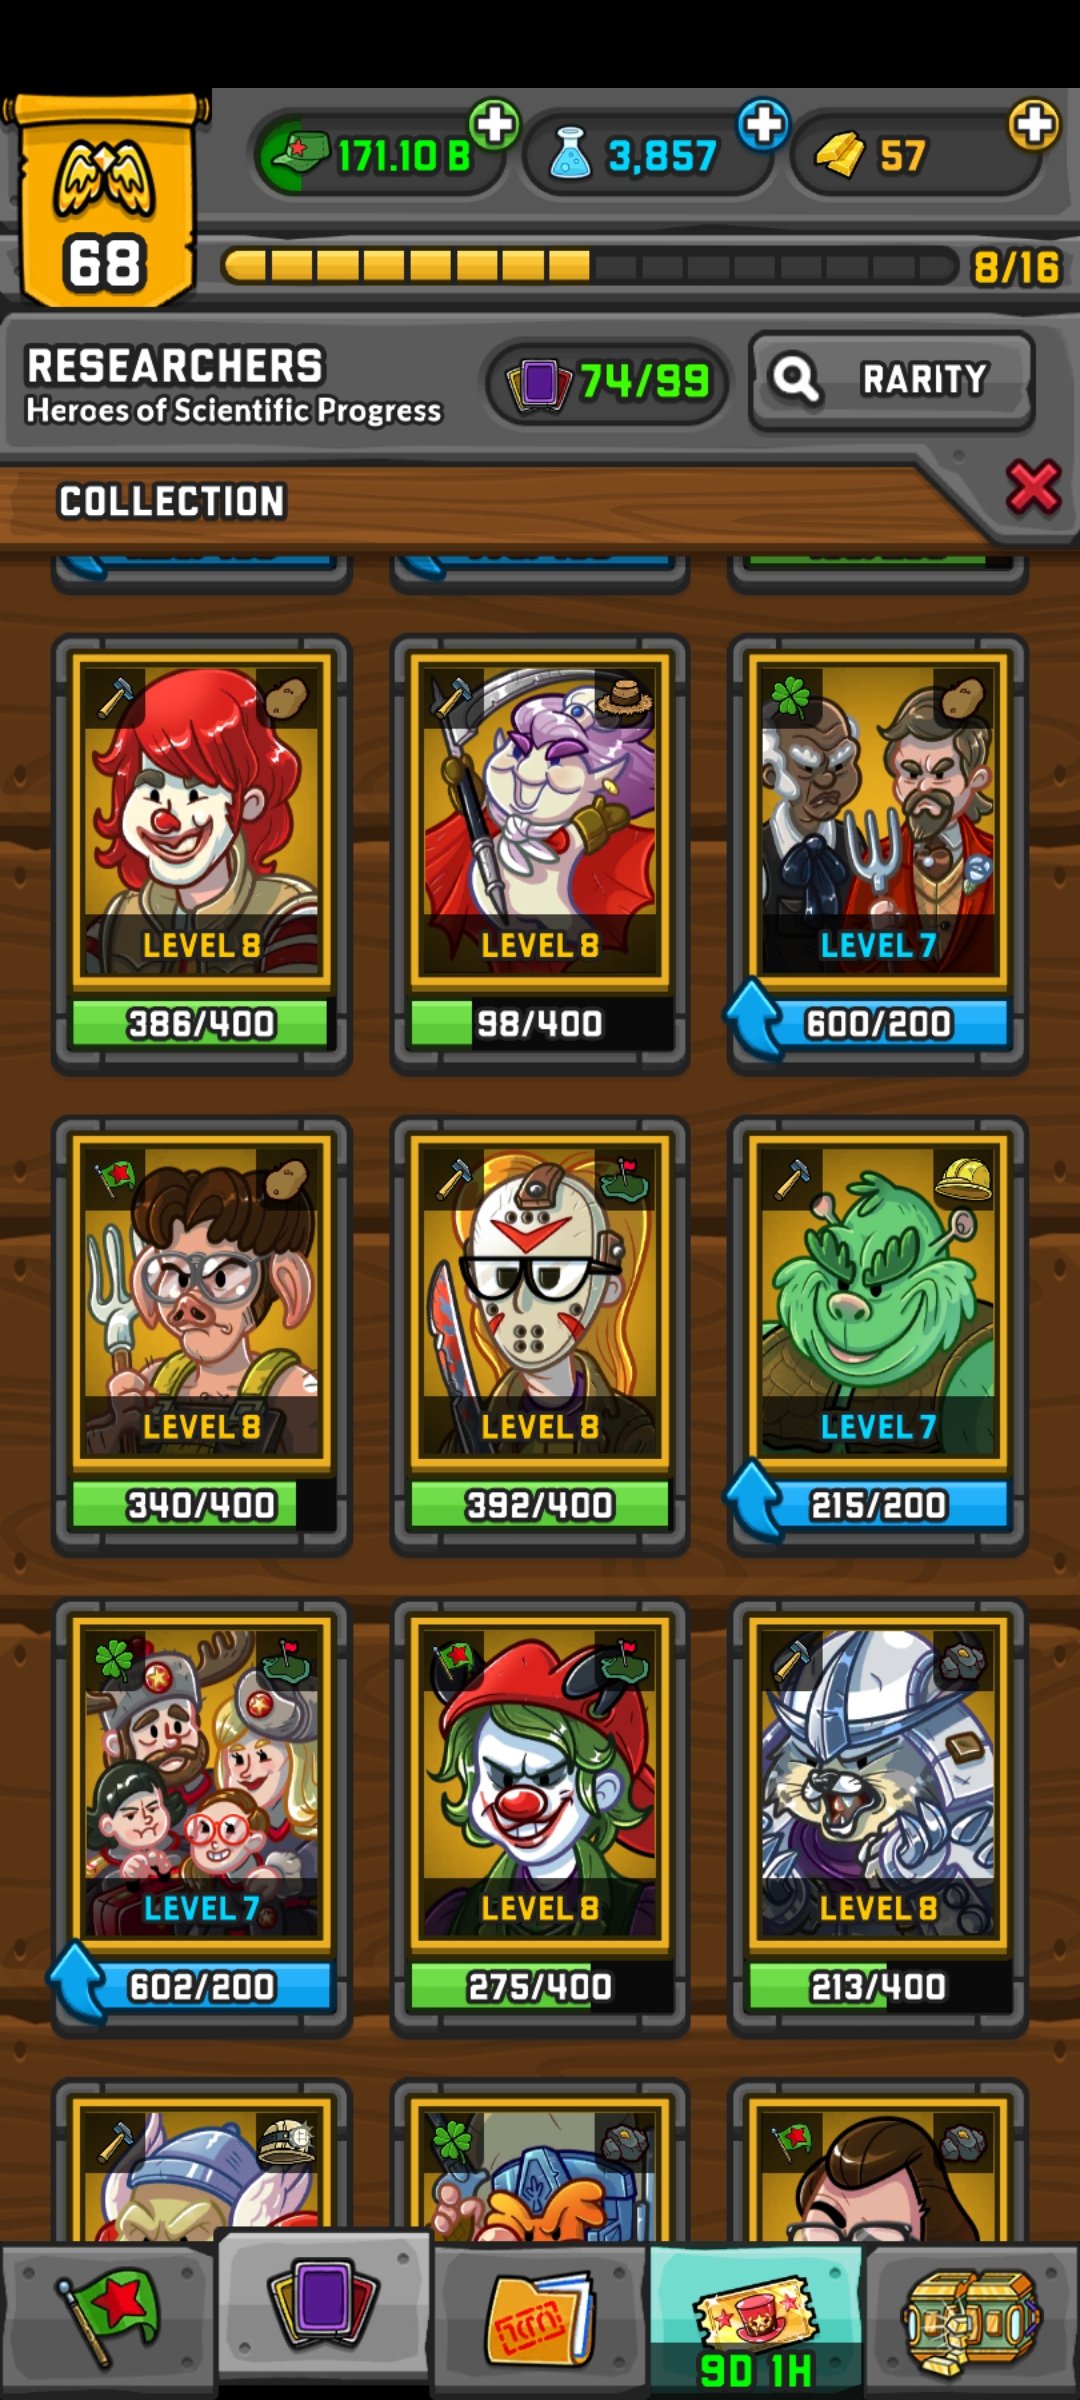 171.10 B
3,857
57
68
8/16
RESEARCHERS
Heroes of Scientific Progress
74/99
RARITY
COLLECTION
LEVEL 8
LEVEL 8
LEVEL 7
386/400
98/400
600/200
LEVEL 8
LEVEL 8
LEVEL 7
340/400
392/400
215/200
LEVEL 7
LEVEL 8
LEVEL 8
602/200
275/400
213/400
9D 1H